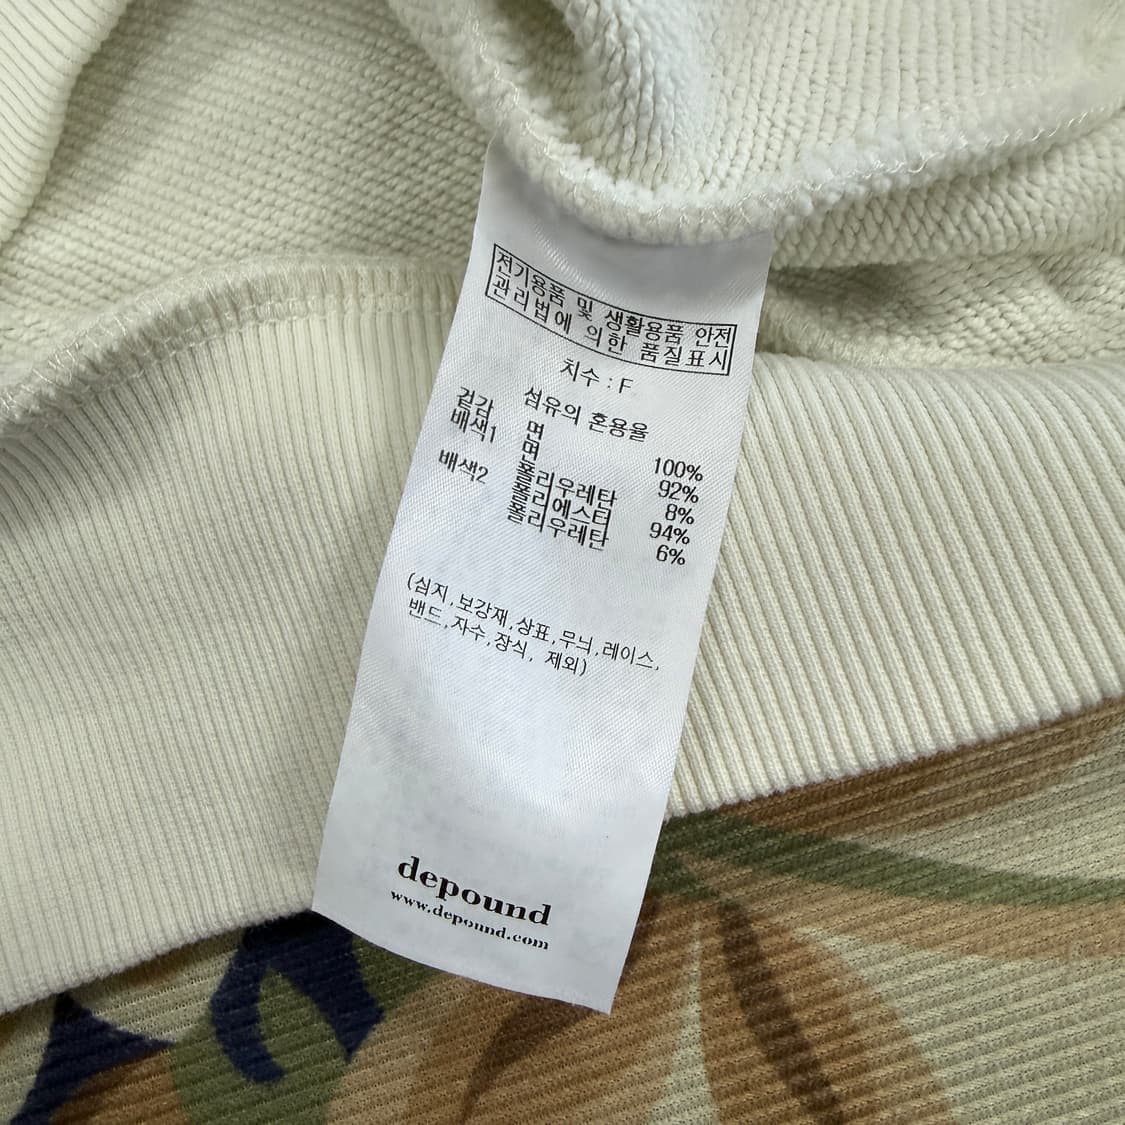 전기용품 및 생활용품 안전
관리법에 의한 품질표시
치수 : F
섬유의 혼용율
겉감 면 100%
배색1 면 92%
폴리우레탄 8%
배색2 폴리에스터 94%
폴리우레탄 6%
(심지,보강재,상표,무늬,레이스,
밴드,자수,장식, 제외)
depound
www.depound.com